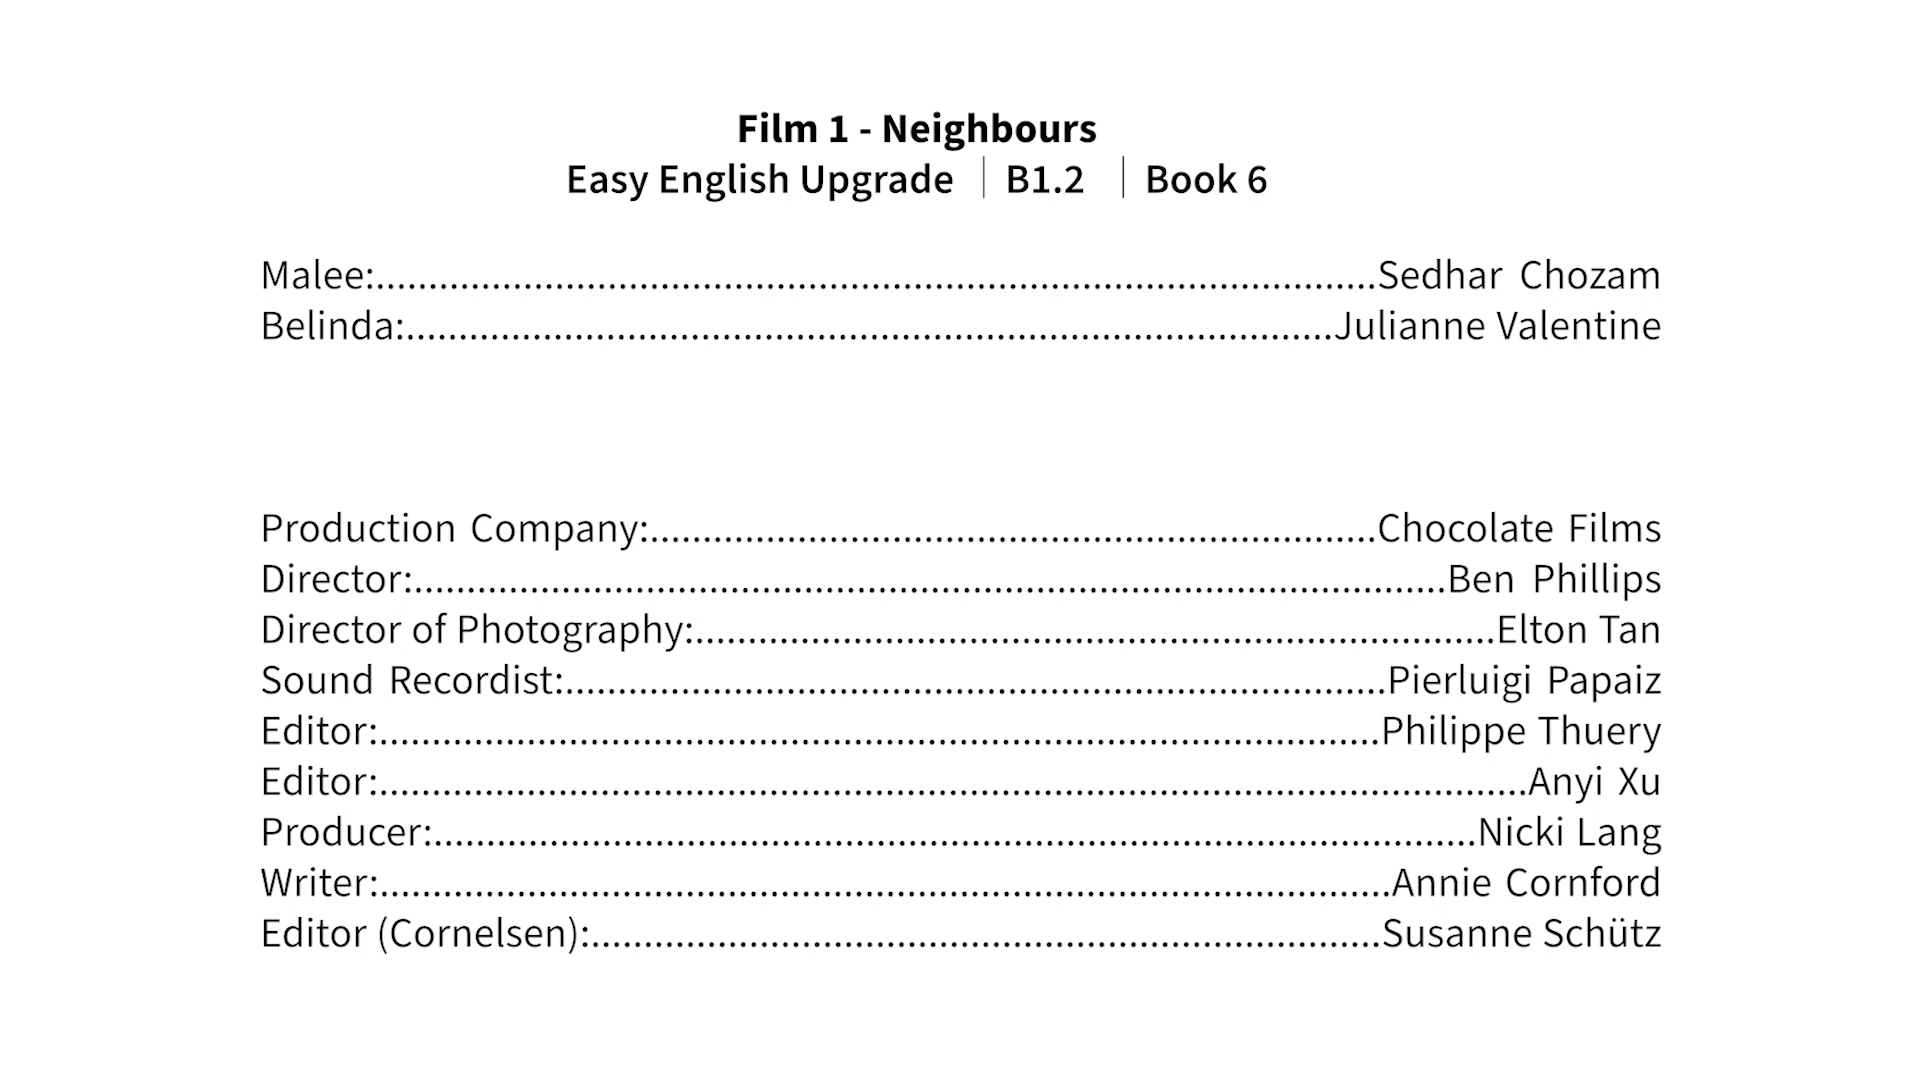 Film 1 - Neighbours
Easy English Upgrade | B1.2 | Book 6
Malee:...............................................................................................Sedhar Chozam
Belinda:........................................................................................Julianne Valentine
Production Company:.....................................................................Chocolate Films
Director:..................................................................................................Ben Phillips
Director of Photography:............................................................................Elton Tan
Sound Recordist:..............................................................................Pierluigi Papaiz
Editor:...............................................................................................Philippe Thuery
Editor:.............................................................................................................Anyi Xu
Producer:...................................................................................................Nicki Lang
Writer:................................................................................................Annie Cornford
Editor (Cornelsen):...........................................................................Susanne Schütz